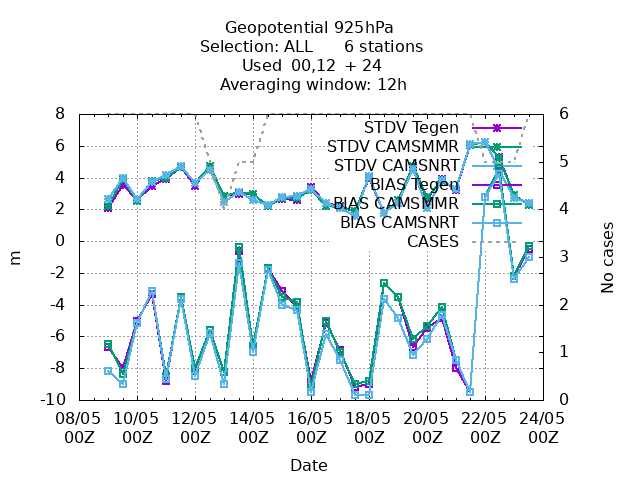 Geopotential 925hPa
Selection: ALL 6 stations
Used 00,12 + 24
Averaging window: 12h
STDV Tegen
STDV CAMSMMR
STDV CAMSNRT
BIAS Tegen
BIAS CAMSMMR
BIAS CAMSNRT
CASES
8
6
4
2
0
-2
-4
-6
-8
-10
m
6
5
4
3
2
1
0
No cases
08/05 10/05 12/05 14/05 16/05 18/05 20/05 22/05 24/05
00Z 00Z 00Z 00Z 00Z 00Z 00Z 00Z 00Z
Date